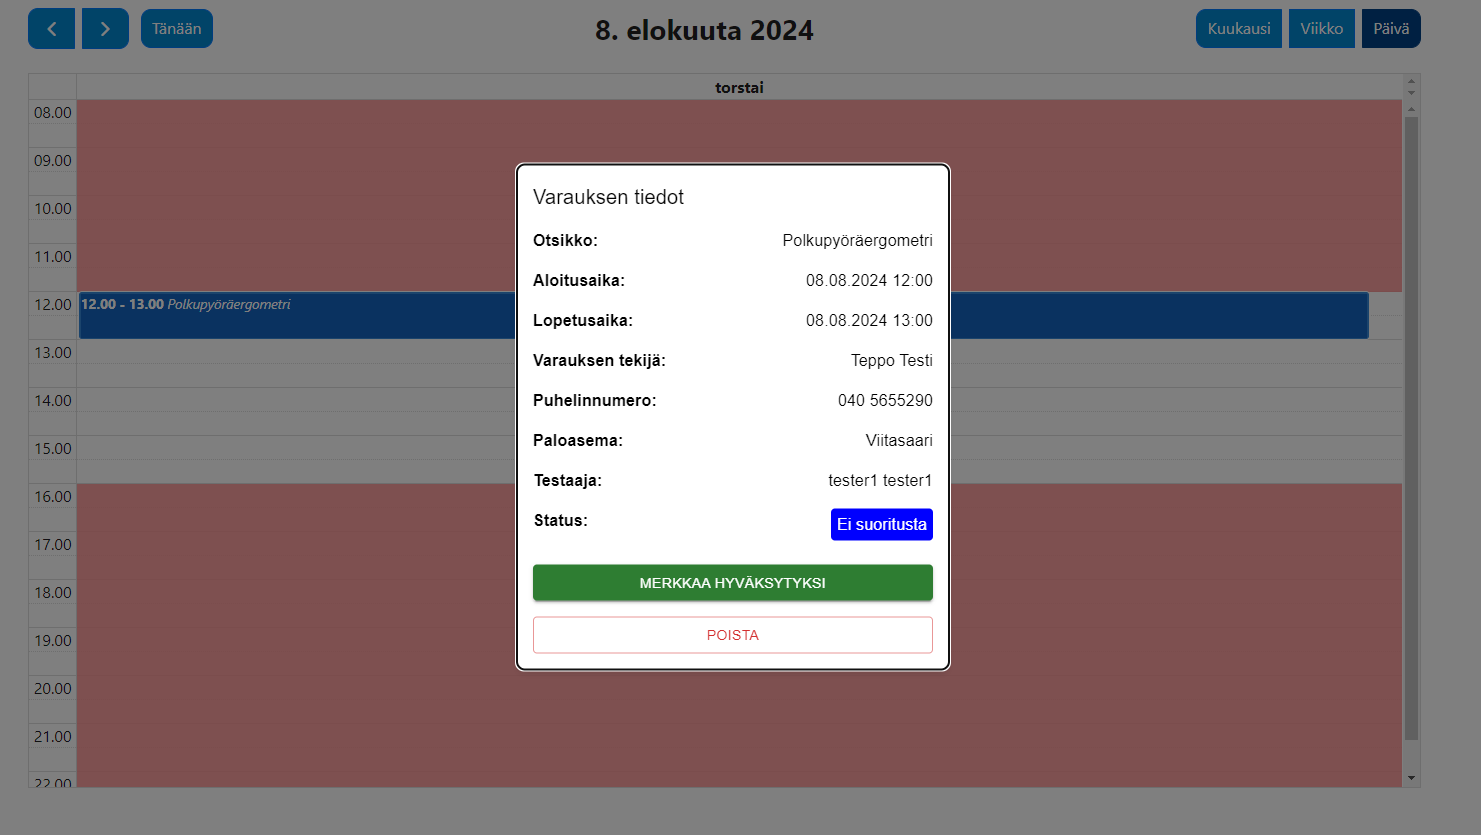 Tänään
8. elokuuta 2024
Kuukausi
Viikko
Päivä
torstai
08.00
09.00
10.00
11.00
12.00
12.00 - 13.00 Polkupyöräergometri
13.00
14.00
15.00
16.00
17.00
18.00
19.00
20.00
21.00
22.00
Varauksen tiedot
Otsikko: Polkupyöräergometri
Aloitusaika: 08.08.2024 12:00
Lopetusaika: 08.08.2024 13:00
Varauksen tekijä: Teppo Testi
Puhelinnumero: 040 5655290
Paloasema: Viitasaari
Testaaja: tester1 tester1
Status: Ei suoritusta
MERKKAA HYVÄKSYTYKSI
POISTA